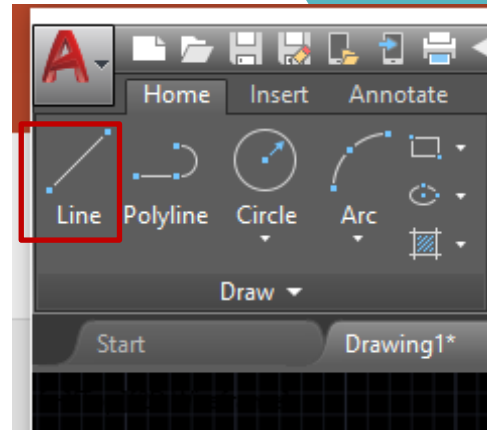 Home Insert Annotate
Line Polyline Circle Arc
Draw
Start Drawing1*